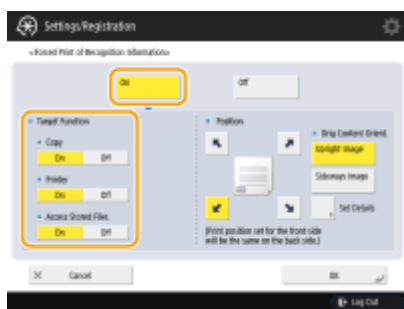 Settings/Registration
<Forced Print of Recognition Information>
On
Off
Target Function
Position
Copy
On Off
Printer
On Off
Access Stored Files
On Off
Orig Content Orient.
Upright Image
Sideways Image
Set Details
[Print position set for the front side
will be the same on the back side.]
Cancel
OK
Log Out